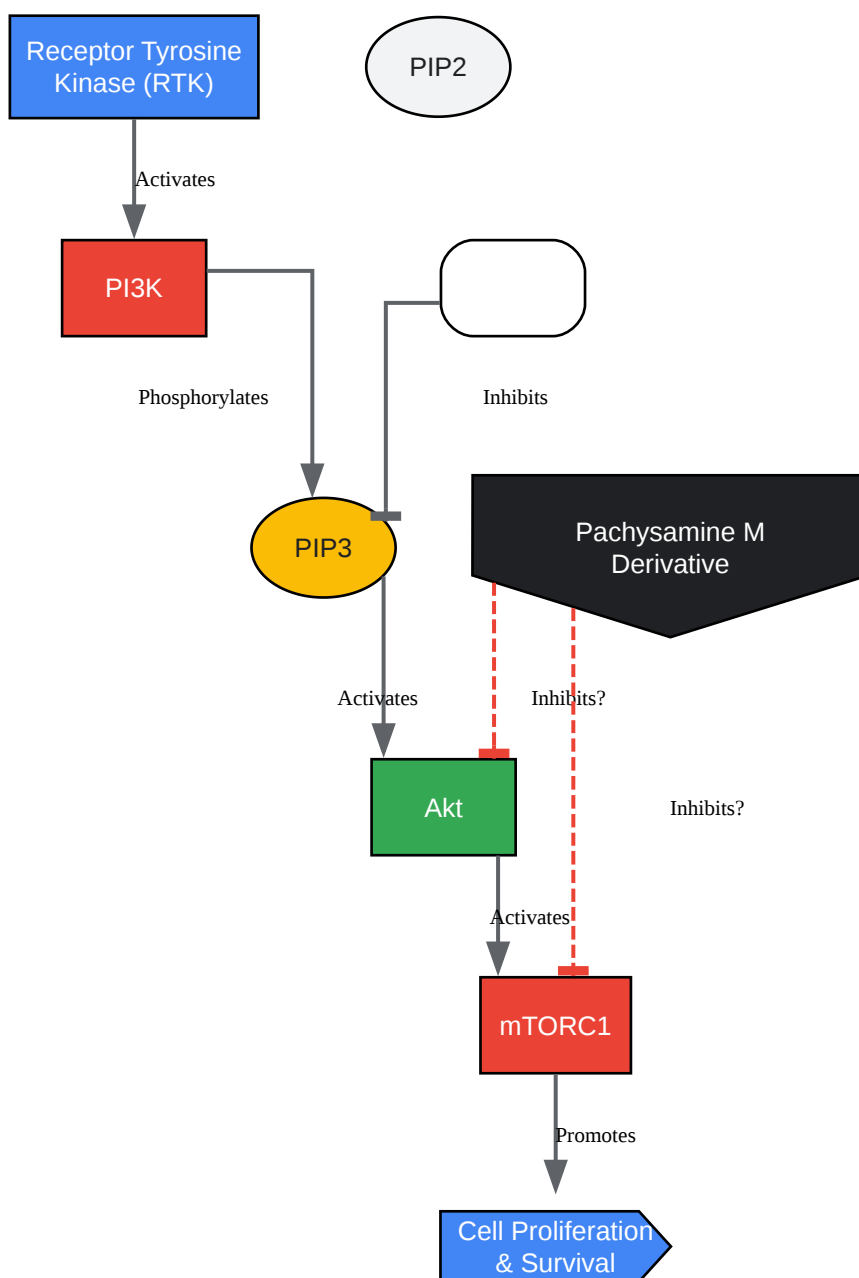 Receptor Tyrosine
Kinase (RTK)
PIP2
Activates
PI3K
Phosphorylates
Inhibits
PIP3
Pachysamine M
Derivative
Activates
Inhibits?
Akt
Inhibits?
Activates
mTORC1
Promotes
Cell Proliferation
& Survival